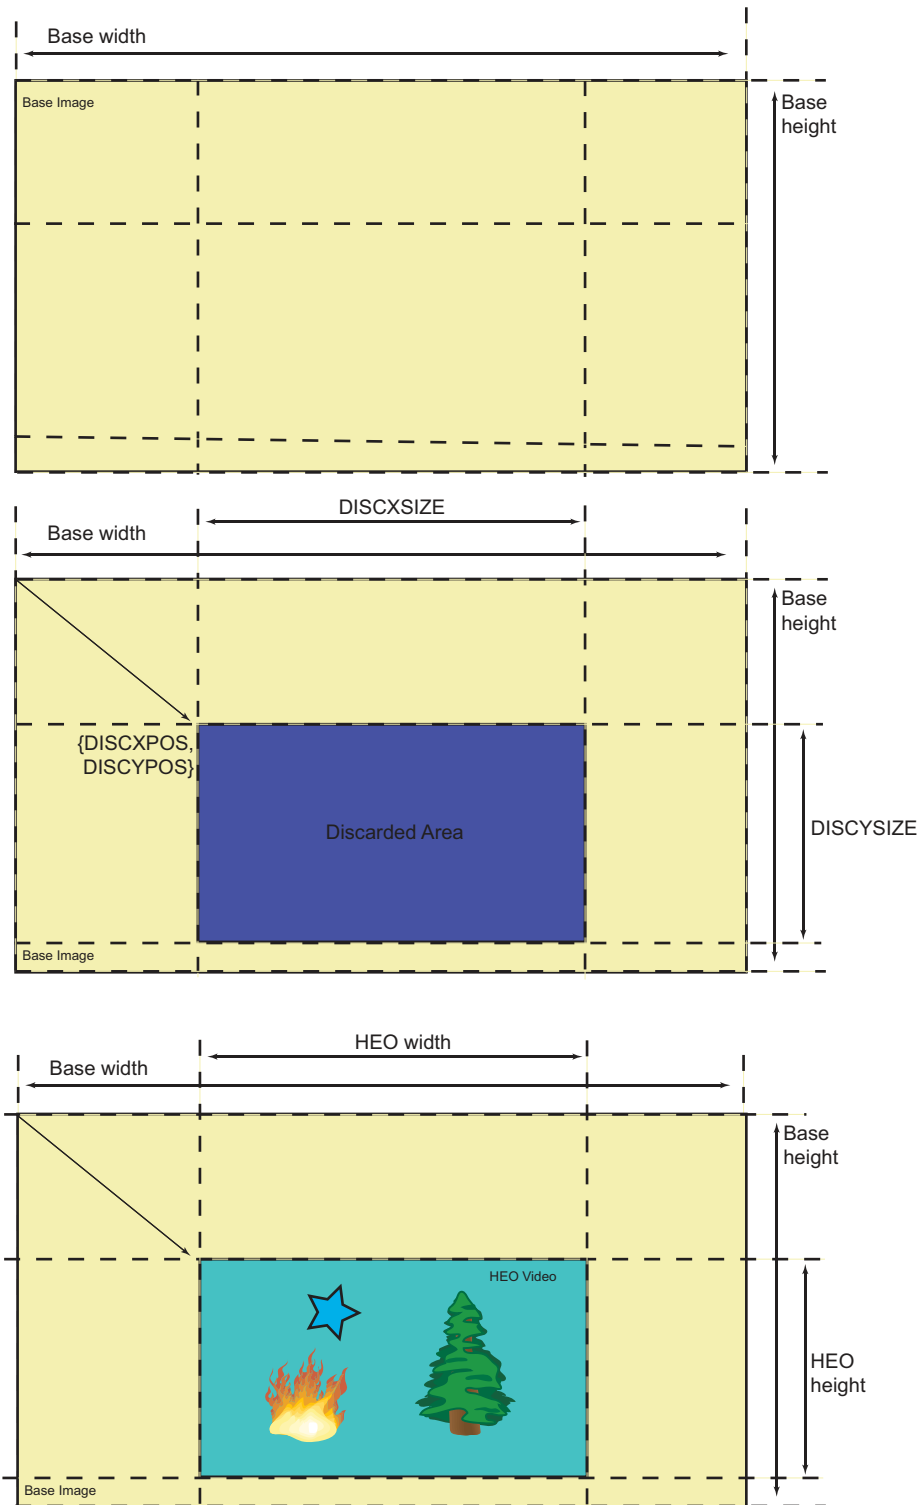 Base width
Base Image
Base
height
DISCXSIZE
Base width
Base
height
{DISCXPOS,
DISCYPOS}
Discarded Area
DISCYSIZE
Base Image
HEO width
Base width
Base
height
HEO Video
HEO
height
Base Image